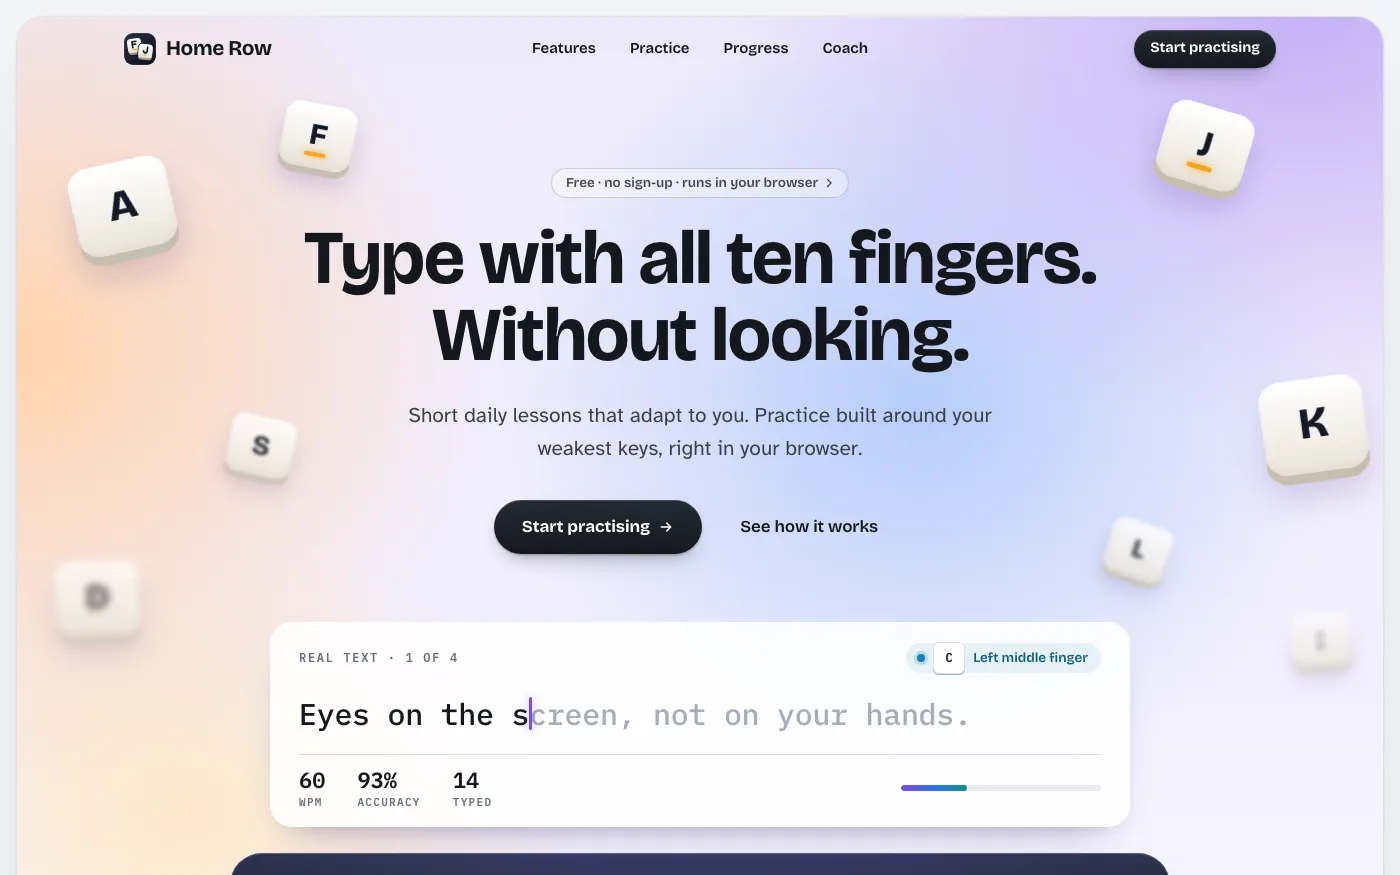 Home Row
Features
Practice
Progress
Coach
Start practising
F
J
A
Free · no sign-up · runs in your browser
Type with all ten fingers.
Without looking.
K
Short daily lessons that adapt to you. Practice built around your
weakest keys, right in your browser.
S
Start practising →
See how it works
L
D
REAL TEXT · 1 OF 4
C
Left middle finger
Eyes on the screen, not on your hands.
60
WPM
93%
ACCURACY
14
TYPED